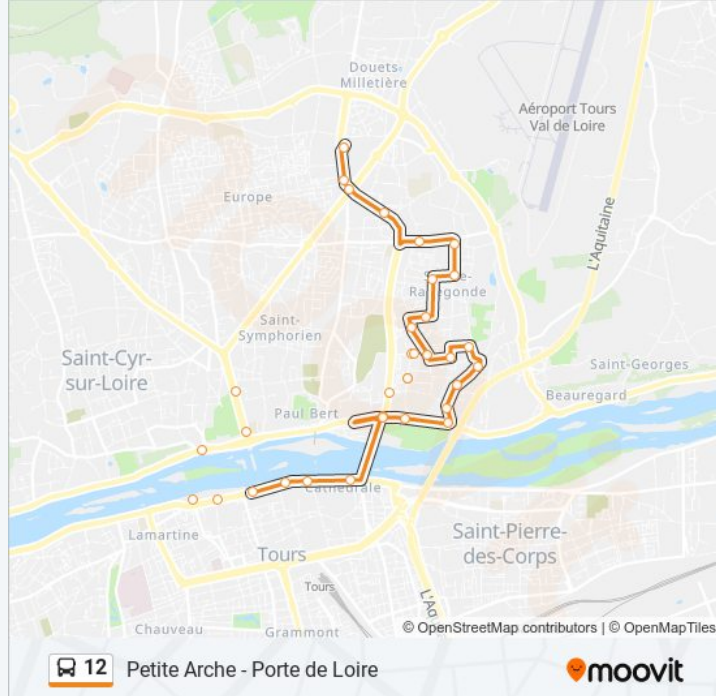 Douets-
Milletière
Aéroport Tours
Val de Loire
Europe
L'Aquitaine
Radegonde
Saint-
Symphorien
Saint-Cyr-
sur-Loire
Saint-Georges
Beauregard
Paul Bert
Cathédrale
Lamartine
Saint-Pierre-
des-Corps
Tours
Tours
L'Aq
Chauveau
Grammont
© OpenStreetMap contributors | © OpenMapTiles
12 Petite Arche - Porte de Loire
moovit